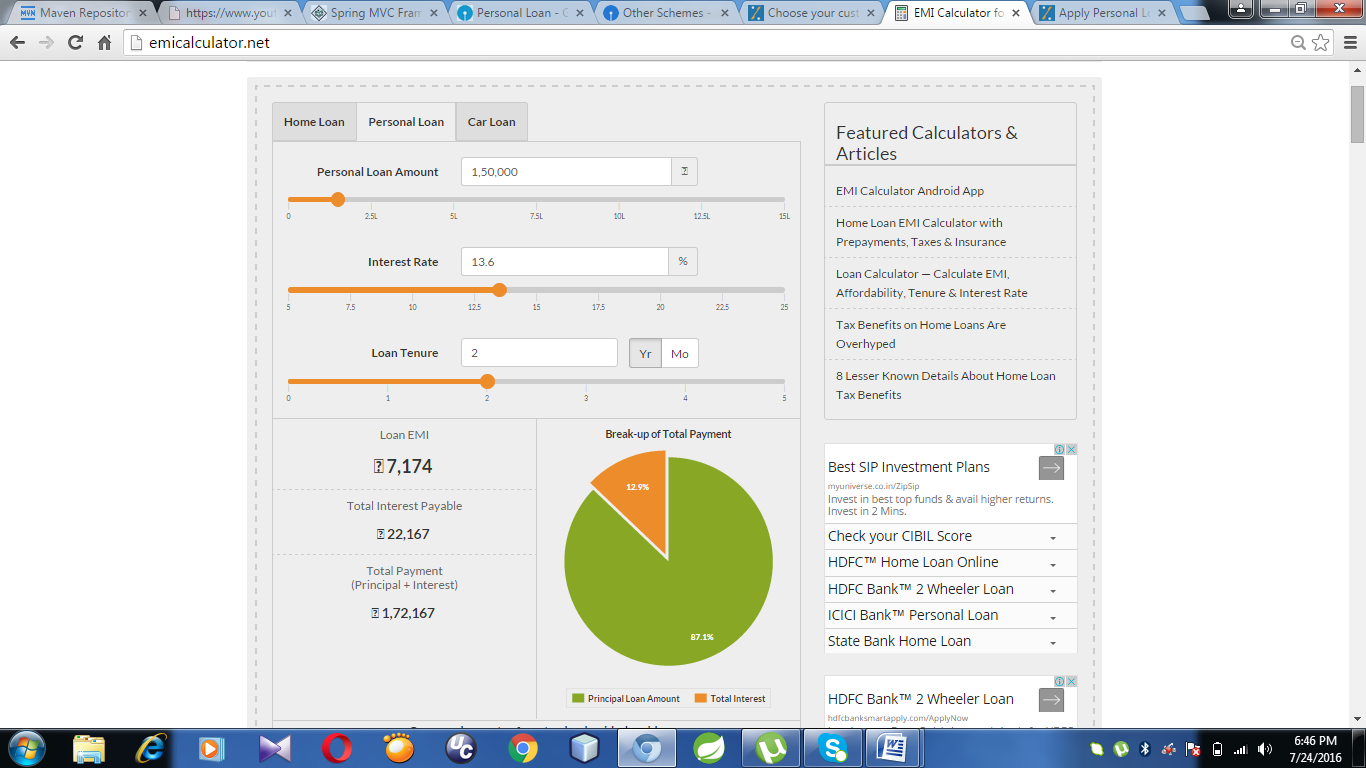 Maven Repositor
https://www.yout
Spring MVC Fram
Personal Loan - 
Other Schemes -
Choose your cust
EMI Calculator fo
Apply Personal L
emicalculator.net
Home Loan
Personal Loan
Car Loan
Personal Loan Amount
1,50,000
0 2.5L 5L 7.5L 10L 12.5L 15L
Interest Rate
13.6
%
5 7.5 10 12.5 15 17.5 20 22.5 25
Loan Tenure
2
Yr
Mo
0 1 2 3 4 5
Loan EMI
7,174
Total Interest Payable
22,167
Total Payment
(Principal + Interest)
1,72,167
Break-up of Total Payment
12.9%
87.1%
Principal Loan Amount
Total Interest
Featured Calculators &
Articles
EMI Calculator Android App
Home Loan EMI Calculator with
Prepayments, Taxes & Insurance
Loan Calculator — Calculate EMI,
Affordability, Tenure & Interest Rate
Tax Benefits on Home Loans Are
Overhyped
8 Lesser Known Details About Home Loan
Tax Benefits
Best SIP Investment Plans
myuniverse.co.in/ZipSip
Invest in best top funds & avail higher returns.
Invest in 2 Mins.
Check your CIBIL Score
HDFC™ Home Loan Online
HDFC Bank™ 2 Wheeler Loan
ICICI Bank™ Personal Loan
State Bank Home Loan
HDFC Bank™ 2 Wheeler Loan
hdfcbanksmartapply.com/ApplyNow
6:46 PM
7/24/2016